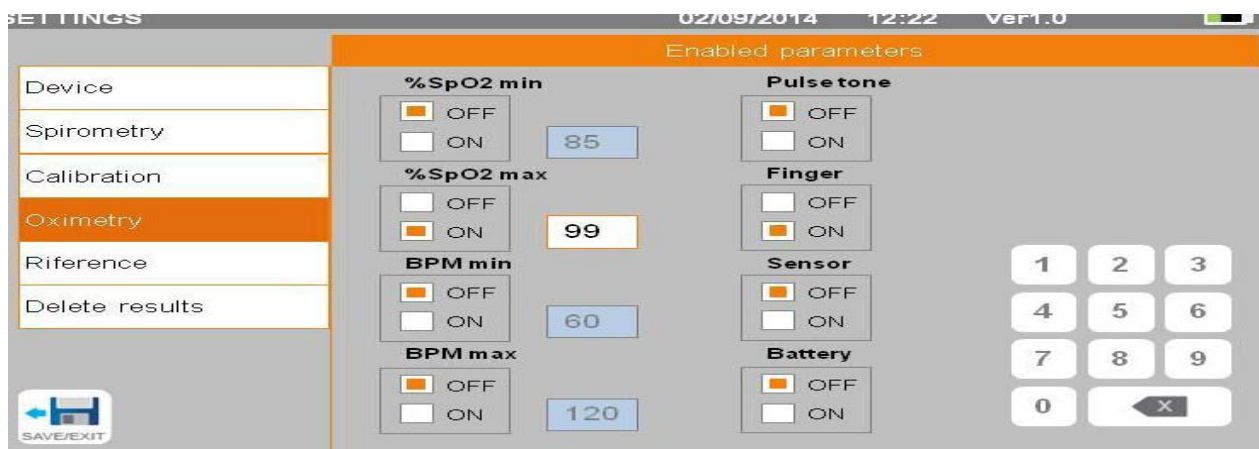 SETTINGS 02/09/2014 12:22 Ver1.0
Enabled parameters
Device
Spirometry
Calibration
Oximetry
Riference
Delete results
SAVE/EXIT
%SpO2 min
OFF
ON 85
%SpO2 max
OFF
ON 99
BPM min
OFF
ON 60
BPM max
OFF
ON 120
Pulse tone
OFF
ON
Finger
OFF
ON
Sensor
OFF
ON
Battery
OFF
ON
1 2 3
4 5 6
7 8 9
0 X